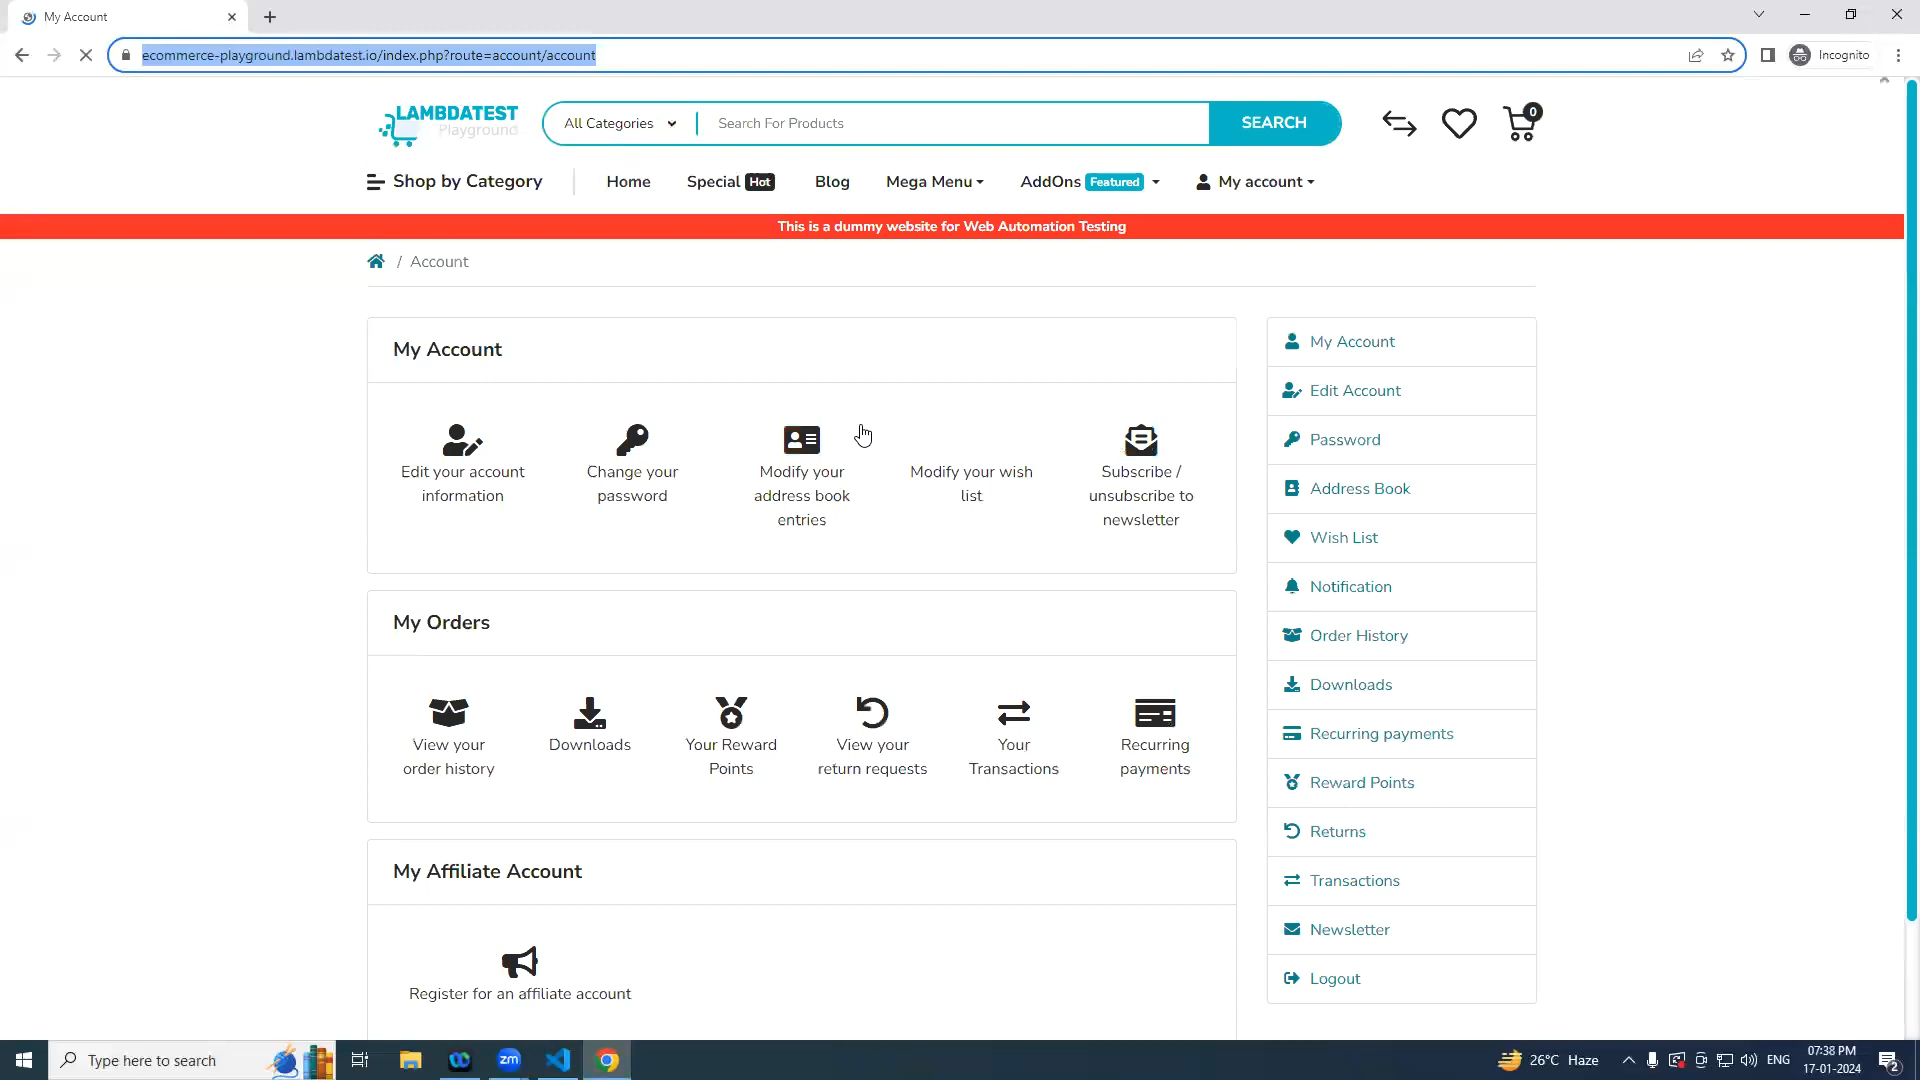 My Account
ecommerce-playground.lambdatest.io/index.php?route=account/account
Incognito
LAMBDATEST
Playground
All Categories
Search For Products
SEARCH
0
Shop by Category
Home
Special Hot
Blog
Mega Menu
AddOns Featured
My account
This is a dummy website for Web Automation Testing
/ Account
My Account
Edit your account
information
Change your
password
Modify your
address book
entries
Modify your wish
list
Subscribe /
unsubscribe to
newsletter
My Orders
View your
order history
Downloads
Your Reward
Points
View your
return requests
Your
Transactions
Recurring
payments
My Affiliate Account
Register for an affiliate account
My Account
Edit Account
Password
Address Book
Wish List
Notification
Order History
Downloads
Recurring payments
Reward Points
Returns
Transactions
Newsletter
Logout
Type here to search
zm
26°C Haze
ENG
07:38 PM
17-01-2024
2